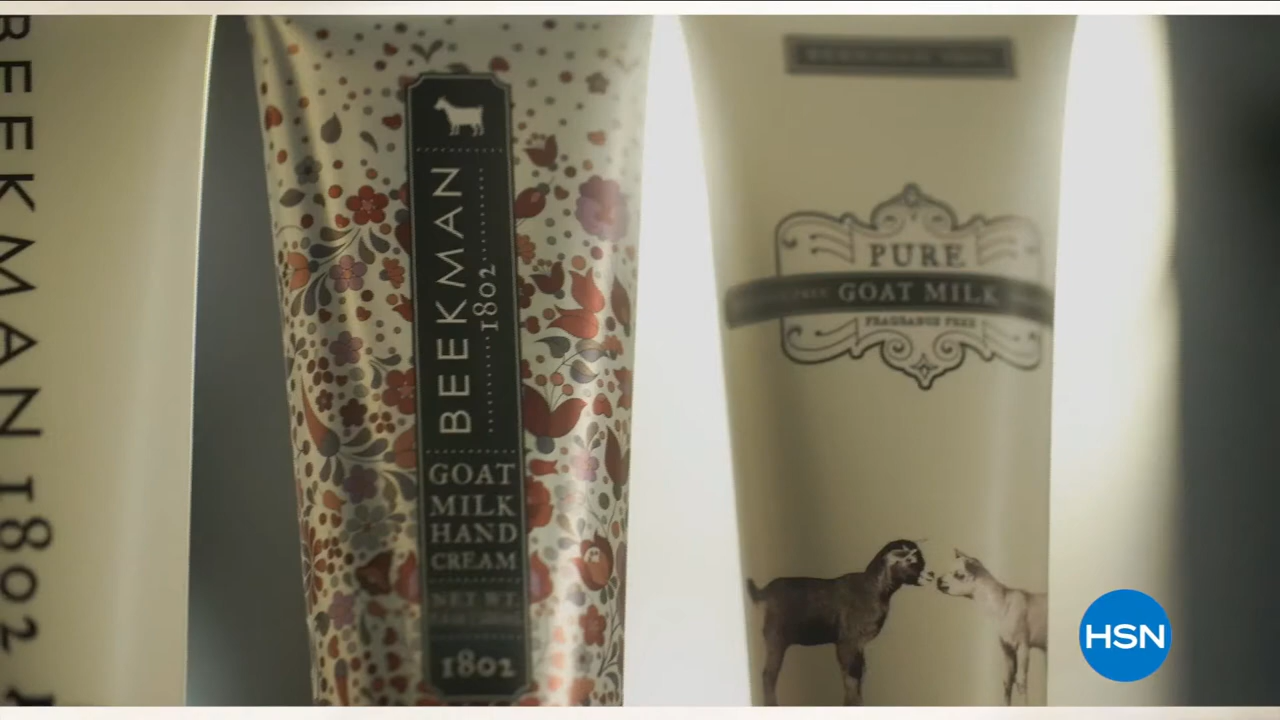 BEEKMAN 1802
BEEKMAN
1802
GOAT
MILK
HAND
CREAM
NET WT.
1802
PURE
GOAT MILK
FRAGRANCE FREE
HSN